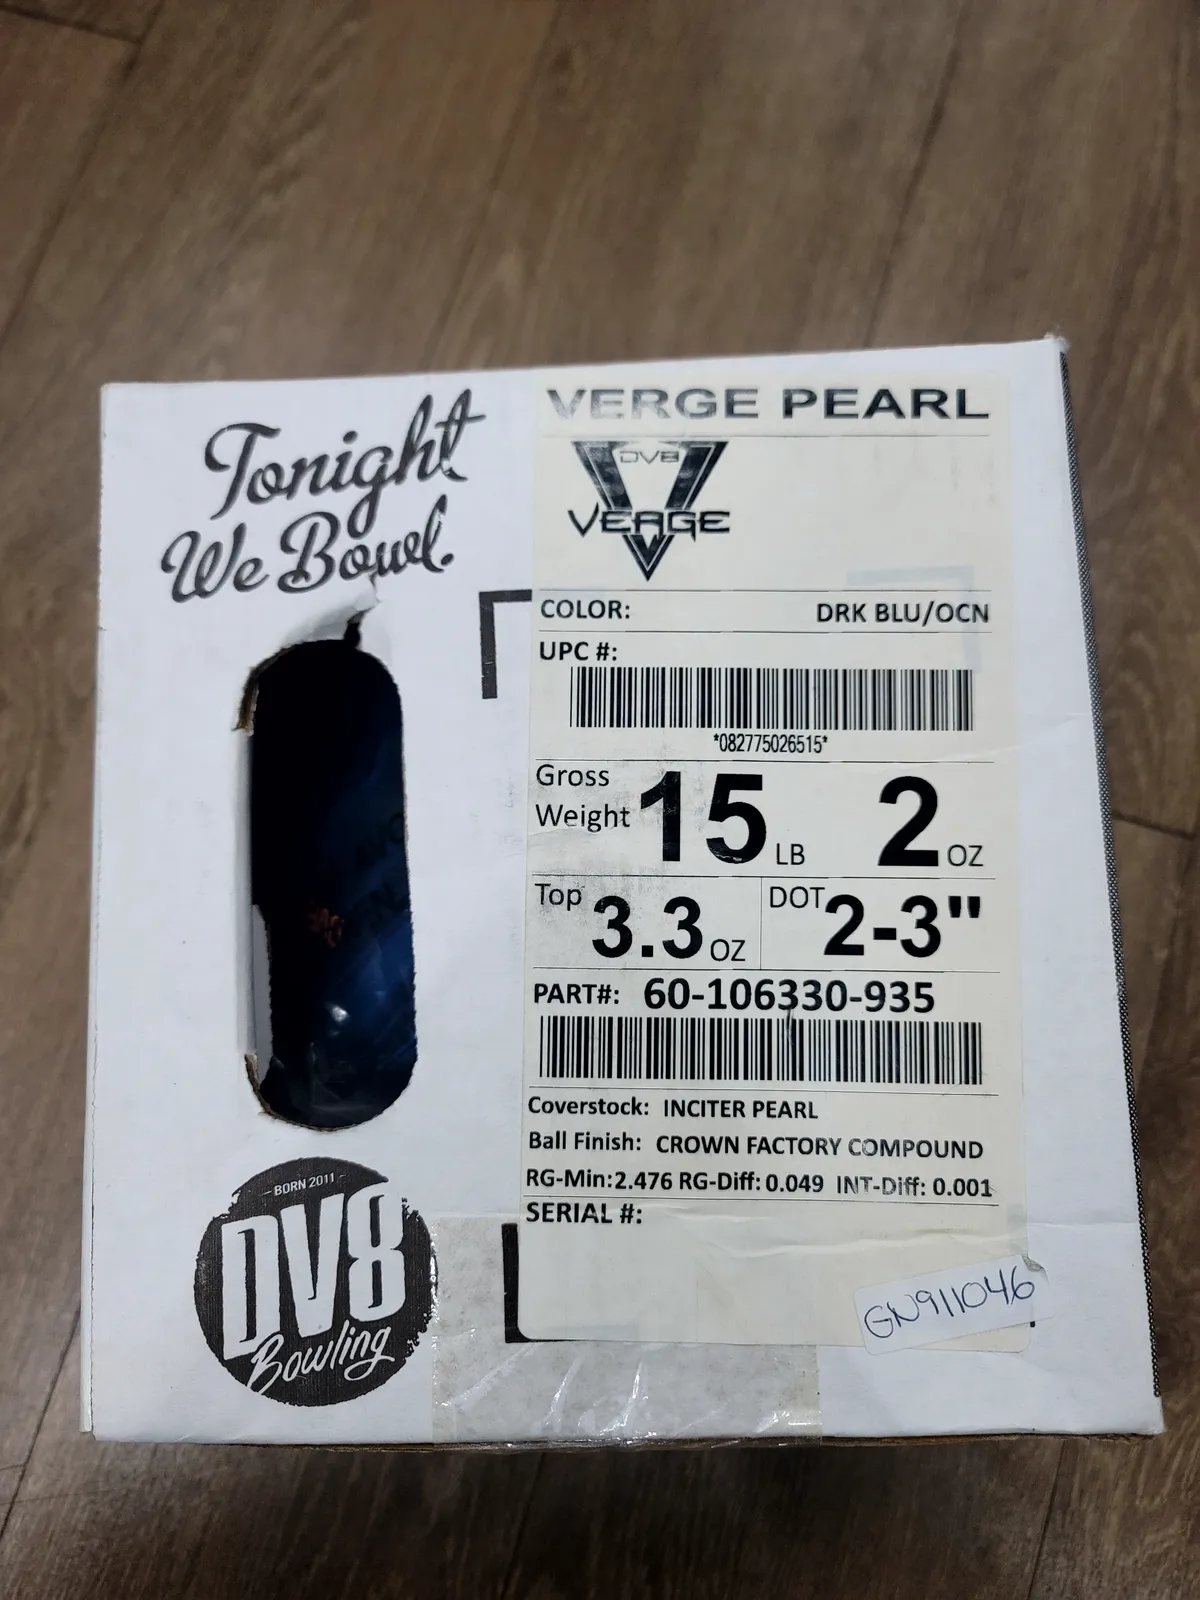 Tonight
We Bowl.
BORN 2011
DV8
Bowling
VERGE PEARL
DV8
VERGE
COLOR: DRK BLU/OCN
UPC #:
*082775026515*
Gross Weight 15 LB 2 OZ
Top 3.3 OZ DOT 2-3"
PART#: 60-106330-935
Coverstock: INCITER PEARL
Ball Finish: CROWN FACTORY COMPOUND
RG-Min:2.476 RG-Diff: 0.049 INT-Diff: 0.001
SERIAL #:
GN911046